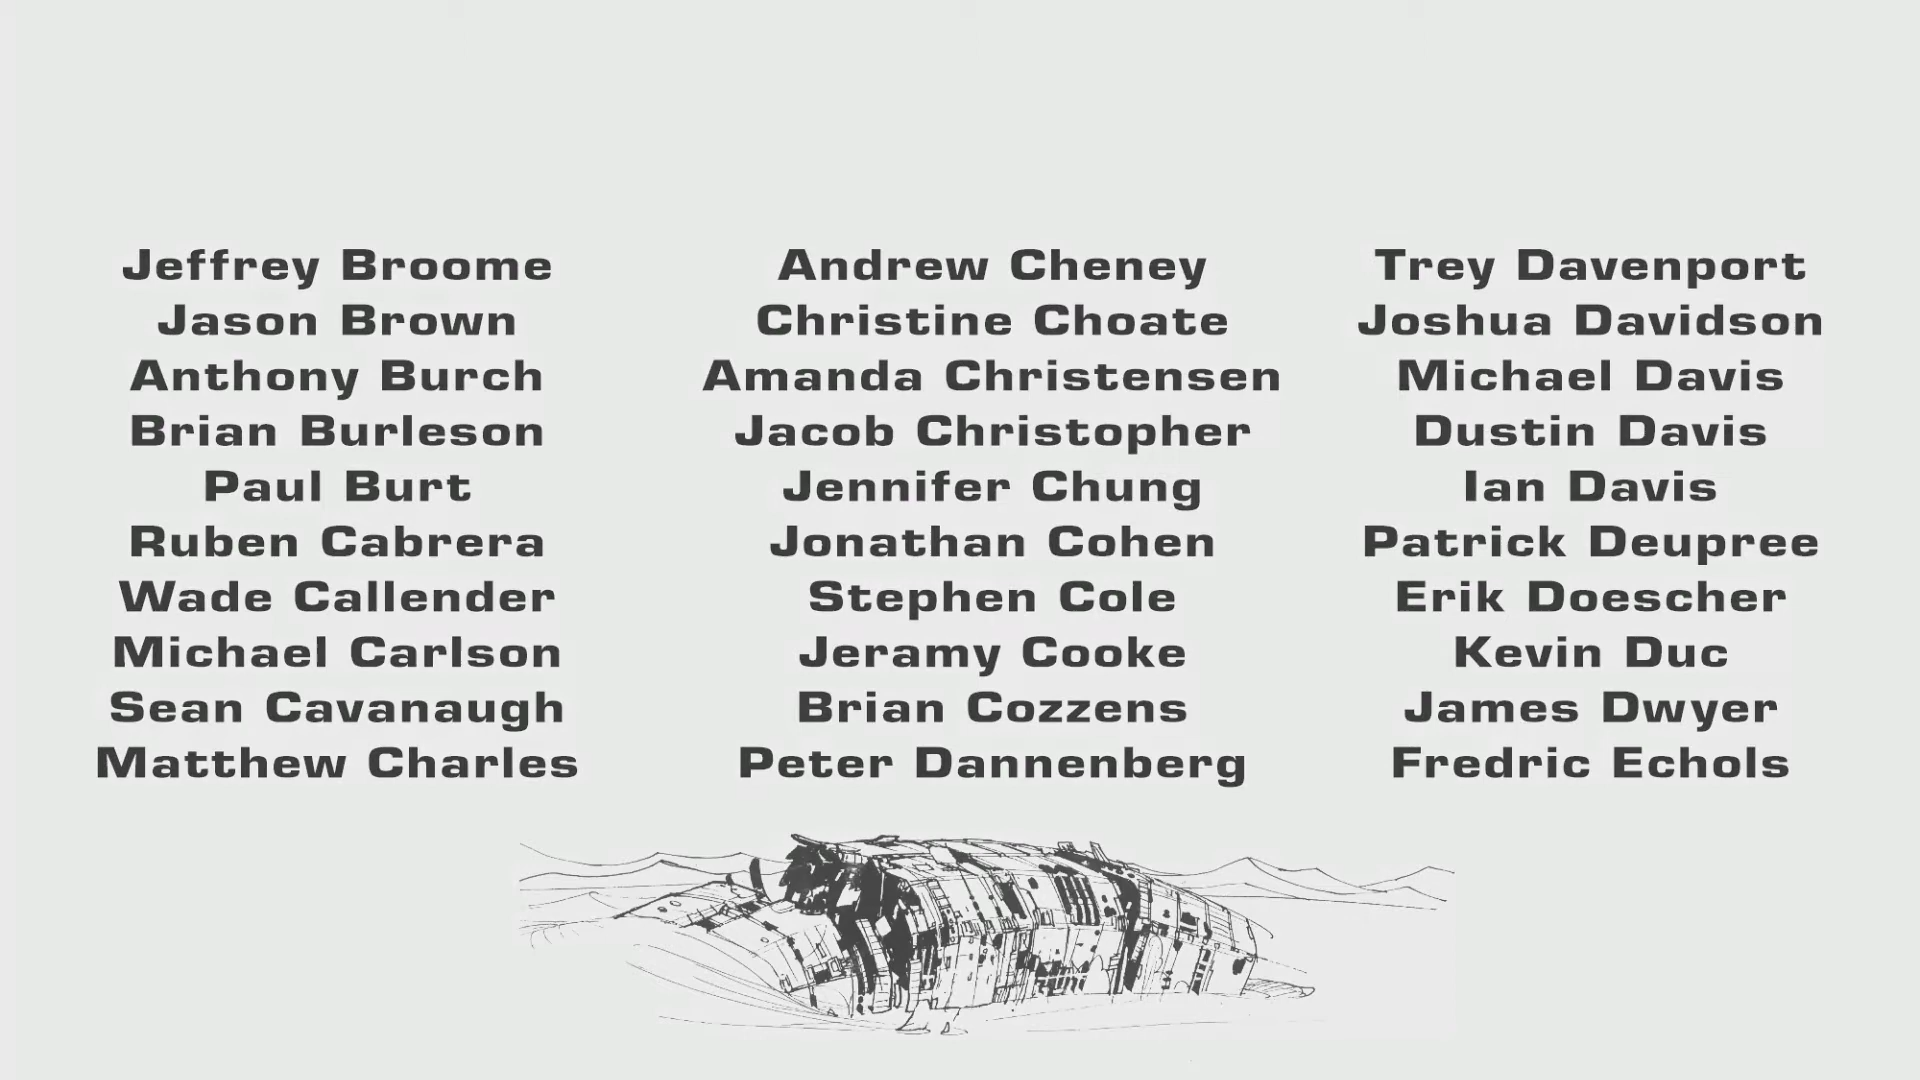 Jeffrey Broome
Jason Brown
Anthony Burch
Brian Burleson
Paul Burt
Ruben Cabrera
Wade Callender
Michael Carlson
Sean Cavanaugh
Matthew Charles
Andrew Cheney
Christine Choate
Amanda Christensen
Jacob Christopher
Jennifer Chung
Jonathan Cohen
Stephen Cole
Jeramy Cooke
Brian Cozzens
Peter Dannenberg
Trey Davenport
Joshua Davidson
Michael Davis
Dustin Davis
Ian Davis
Patrick Deupree
Erik Doescher
Kevin Duc
James Dwyer
Fredric Echols